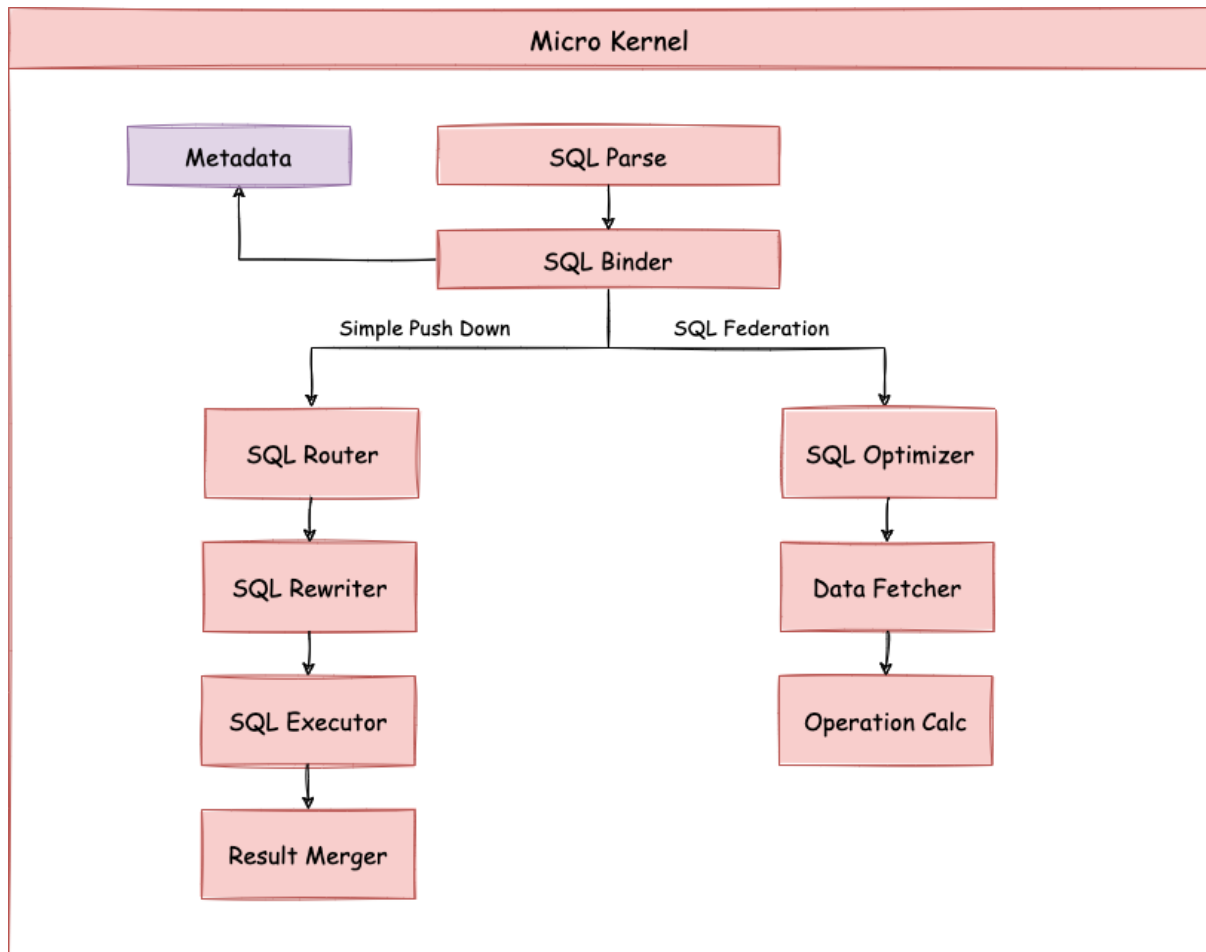 Micro Kernel
Metadata
SQL Parse
SQL Binder
Simple Push Down
SQL Federation
SQL Router
SQL Optimizer
SQL Rewriter
Data Fetcher
SQL Executor
Operation Calc
Result Merger